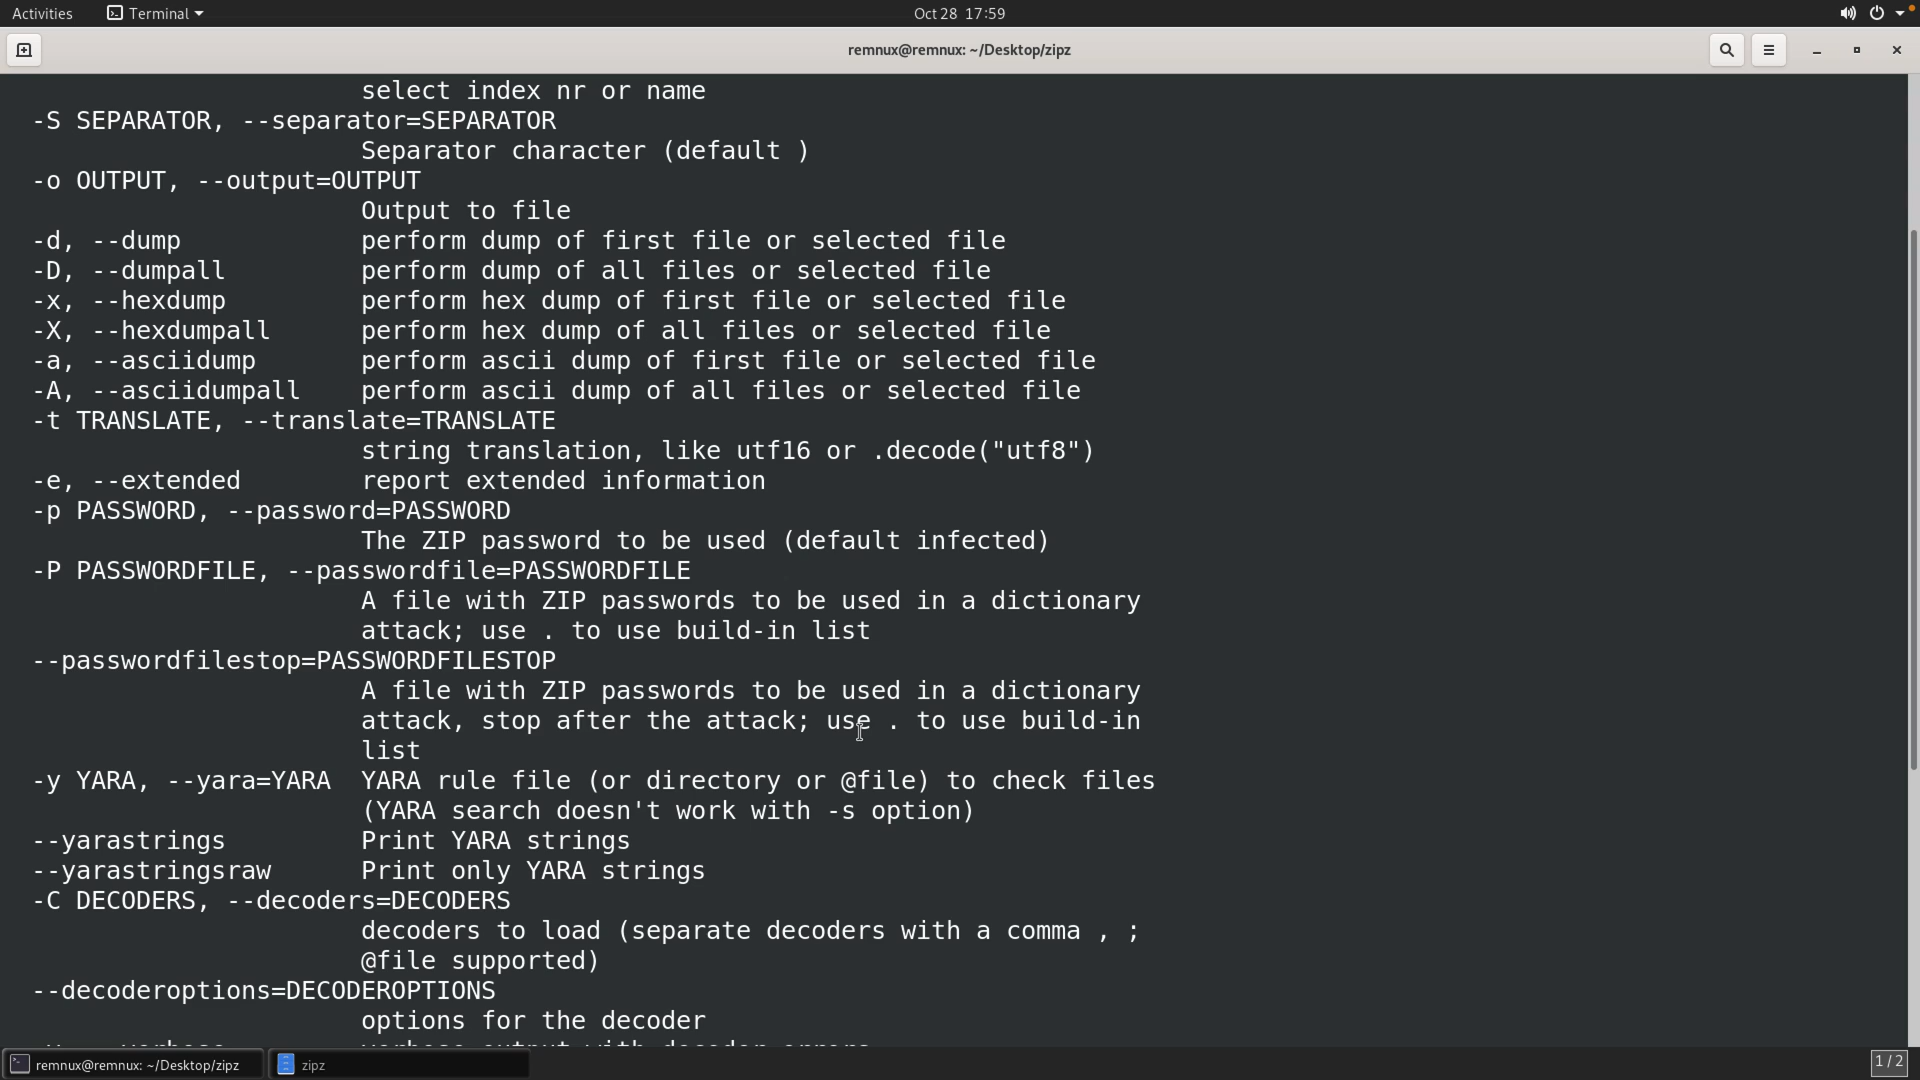 Activities
Terminal
Oct 28 17:59
remnux@remnux: ~/Desktop/zipz
select index nr or name
-S SEPARATOR, --separator=SEPARATOR
Separator character (default )
-o OUTPUT, --output=OUTPUT
Output to file
-d, --dump perform dump of first file or selected file
-D, --dumpall perform dump of all files or selected file
-x, --hexdump perform hex dump of first file or selected file
-X, --hexdumpall perform hex dump of all files or selected file
-a, --asciidump perform ascii dump of first file or selected file
-A, --asciidumpall perform ascii dump of all files or selected file
-t TRANSLATE, --translate=TRANSLATE
string translation, like utf16 or .decode("utf8")
-e, --extended report extended information
-p PASSWORD, --password=PASSWORD
The ZIP password to be used (default infected)
-P PASSWORDFILE, --passwordfile=PASSWORDFILE
A file with ZIP passwords to be used in a dictionary
attack; use . to use build-in list
--passwordfilestop=PASSWORDFILESTOP
A file with ZIP passwords to be used in a dictionary
attack, stop after the attack; use . to use build-in
list
-y YARA, --yara=YARA YARA rule file (or directory or @file) to check files
(YARA search doesn't work with -s option)
--yarastrings Print YARA strings
--yarastringsraw Print only YARA strings
-C DECODERS, --decoders=DECODERS
decoders to load (separate decoders with a comma , ;
@file supported)
--decoderoptions=DECODEROPTIONS
options for the decoder
-v, --verbose verbose output with decoder errors
remnux@remnux: ~/Desktop/zipz
zipz
1 / 2